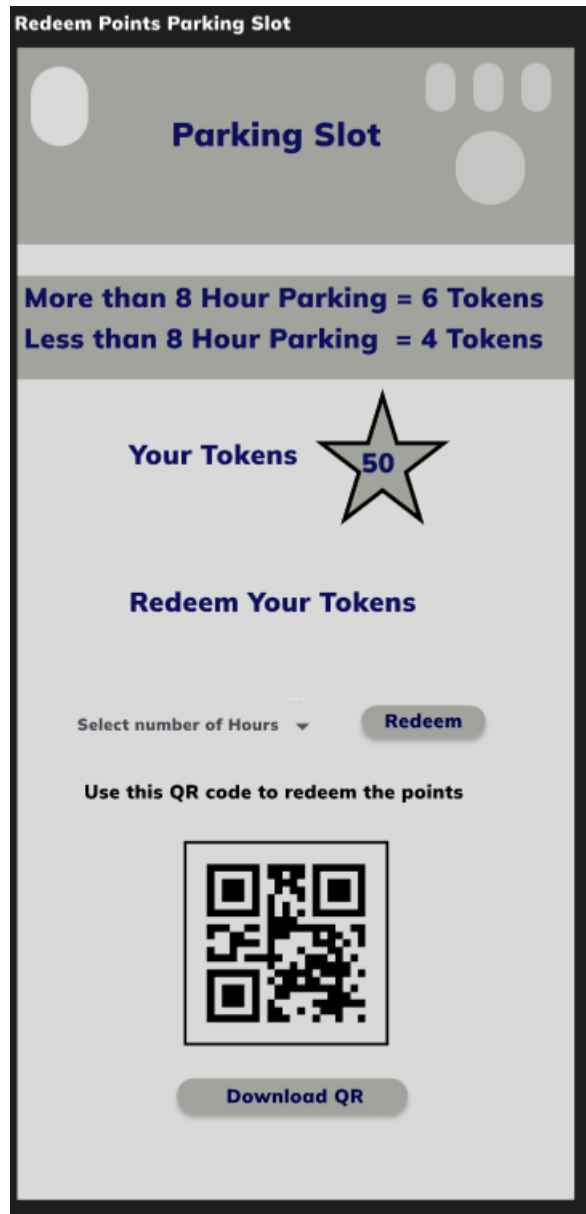 Redeem Points Parking Slot
Parking Slot
More than 8 Hour Parking = 6 Tokens
Less than 8 Hour Parking = 4 Tokens
Your Tokens 50
Redeem Your Tokens
Select number of Hours Redeem
Use this QR code to redeem the points
Download QR